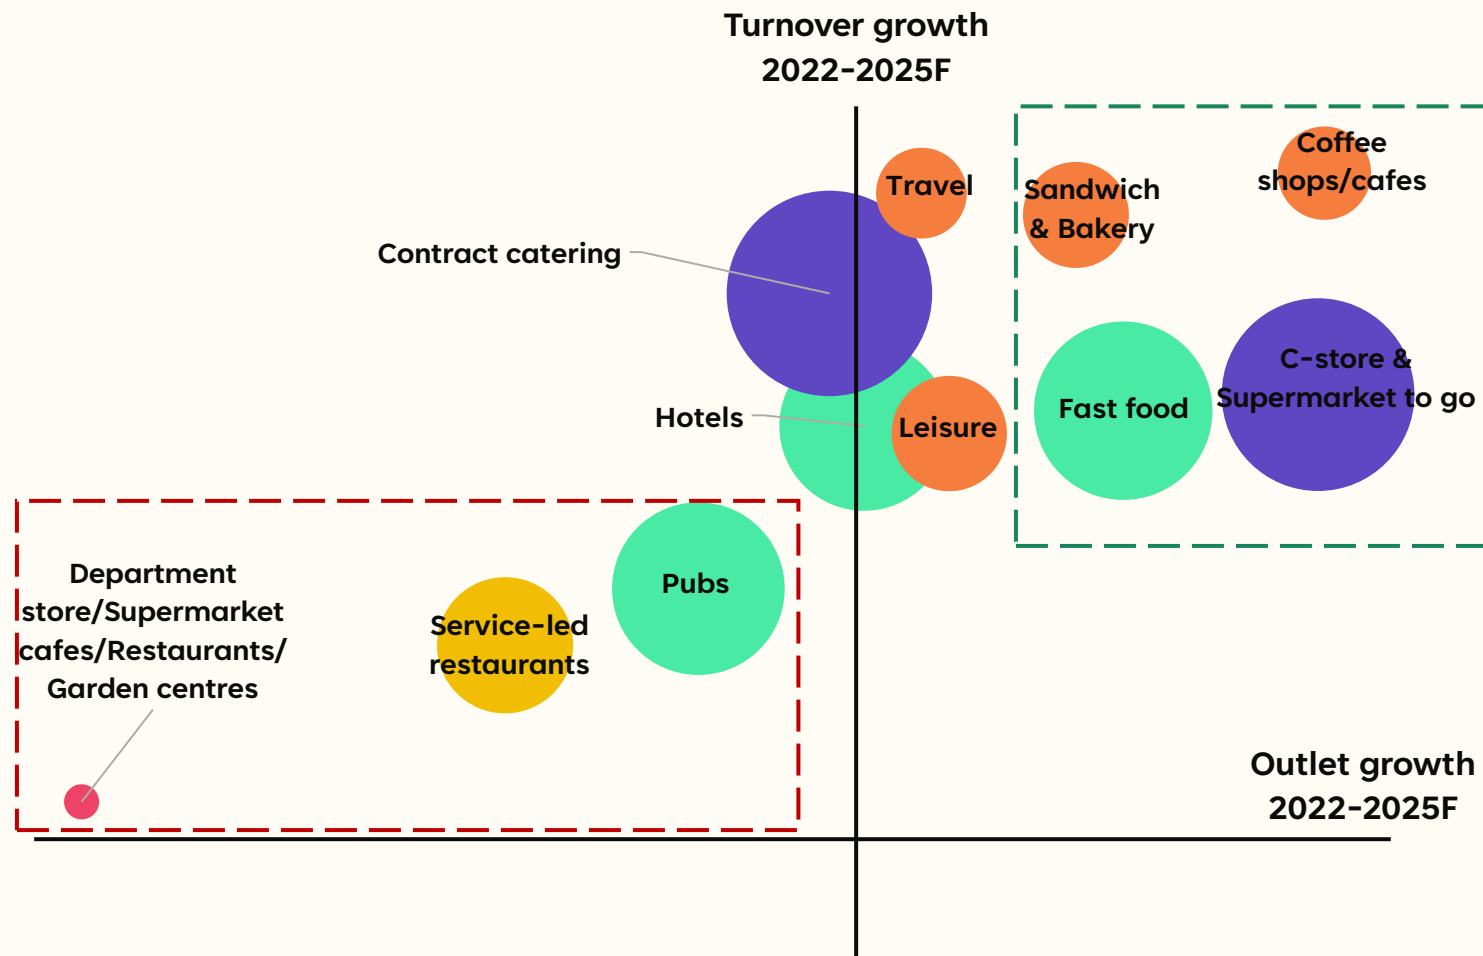 Turnover growth
2022-2025F
Coffee
shops/cafes
Travel
Sandwich
& Bakery
Contract catering
C-store &
Supermarket to go
Fast food
Hotels
Leisure
Department
store/Supermarket
cafes/Restaurants/
Garden centres
Service-led
restaurants
Pubs
Outlet growth
2022-2025F